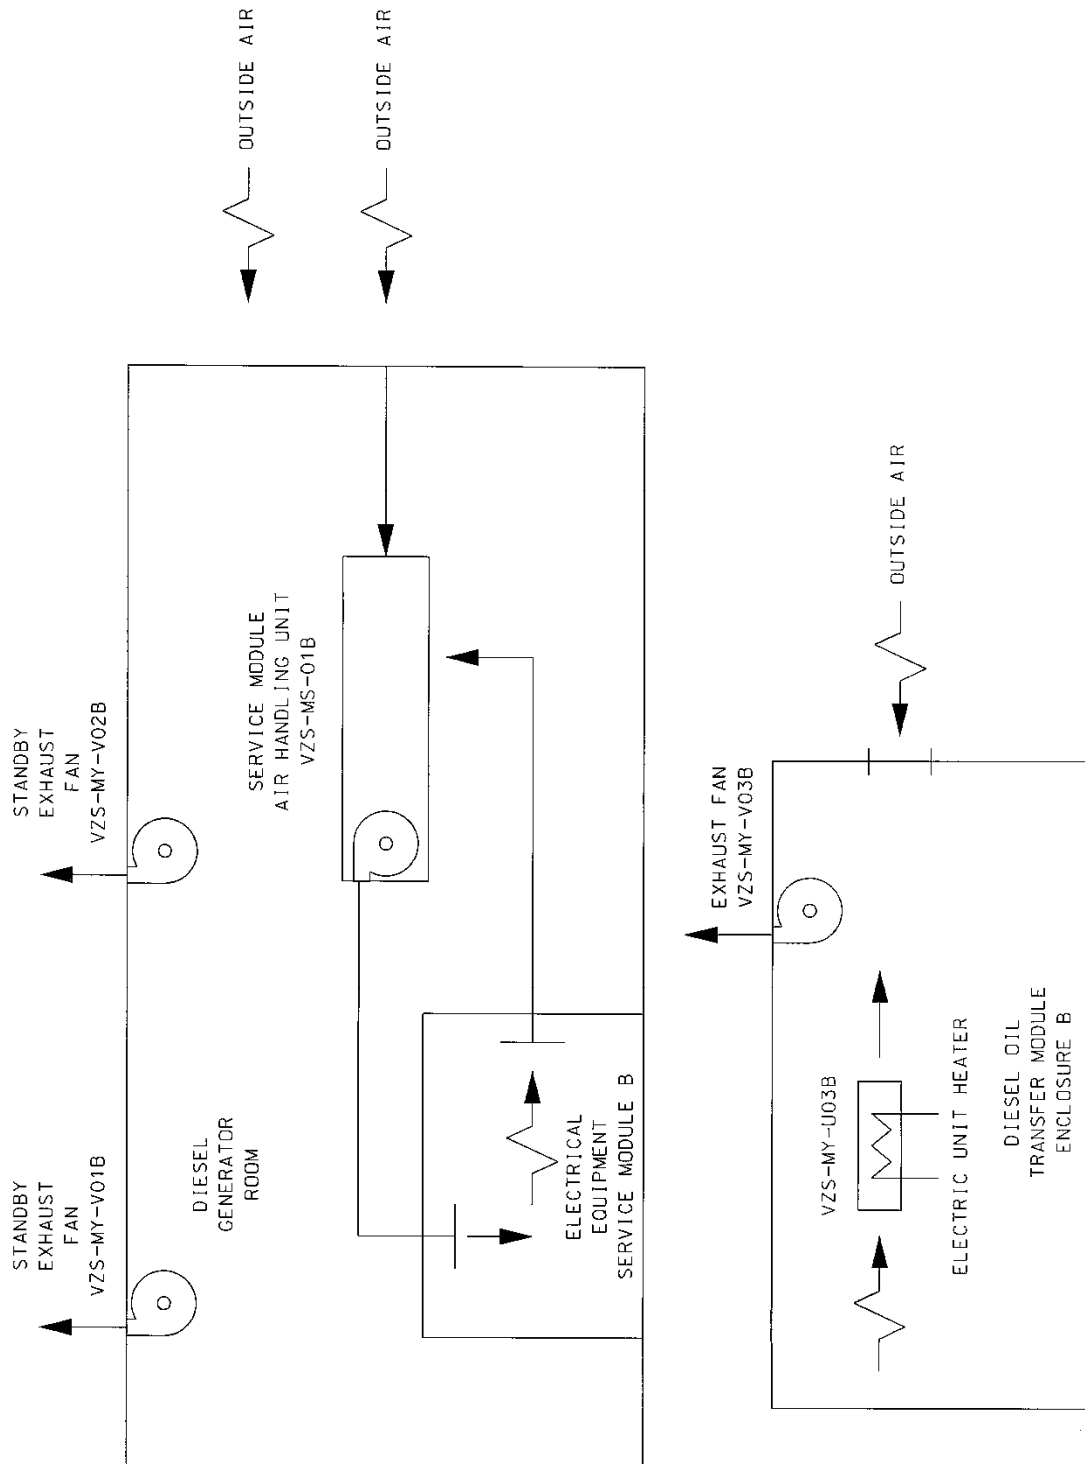 STANDBY
EXHAUST
FAN
VZS-MY-V01B
STANDBY
EXHAUST
FAN
VZS-MY-V02B
OUTSIDE AIR
OUTSIDE AIR
DIESEL
GENERATOR
ROOM
SERVICE MODULE
AIR HANDLING UNIT
VZS-MS-01B
ELECTRICAL
EQUIPMENT
SERVICE MODULE B
EXHAUST FAN
VZS-MY-V03B
OUTSIDE AIR
VZS-MY-U03B
ELECTRIC UNIT HEATER
DIESEL OIL
TRANSFER MODULE
ENCLOSURE B